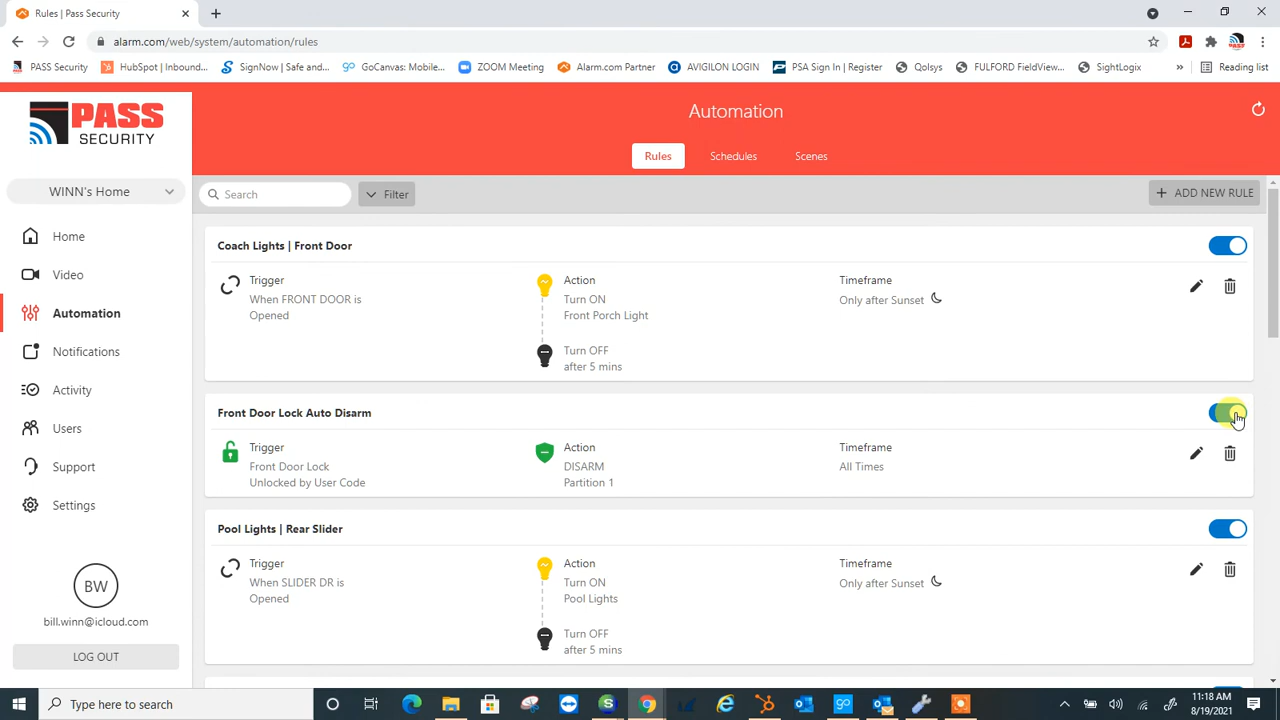 Rules | Pass Security
alarm.com/web/system/automation/rules
PASS Security
HubSpot | Inbound...
SignNow | Safe and...
GoCanvas: Mobile...
ZOOM Meeting
Alarm.com Partner
AVIGILON LOGIN
PSA Sign In | Register
Qolsys
FULFORD FieldView...
SightLogix
Reading list
PASS
SECURITY
Automation
Rules
Schedules
Scenes
WINN's Home
Search
Filter
ADD NEW RULE
Home
Video
Automation
Notifications
Activity
Users
Support
Settings
BW
bill.winn@icloud.com
LOG OUT
Coach Lights | Front Door
Trigger
When FRONT DOOR is
Opened
Action
Turn ON
Front Porch Light
Turn OFF
after 5 mins
Timeframe
Only after Sunset
Front Door Lock Auto Disarm
Trigger
Front Door Lock
Unlocked by User Code
Action
DISARM
Partition 1
Timeframe
All Times
Pool Lights | Rear Slider
Trigger
When SLIDER DR is
Opened
Action
Turn ON
Pool Lights
Turn OFF
after 5 mins
Timeframe
Only after Sunset
Type here to search
11:18 AM
8/19/2021